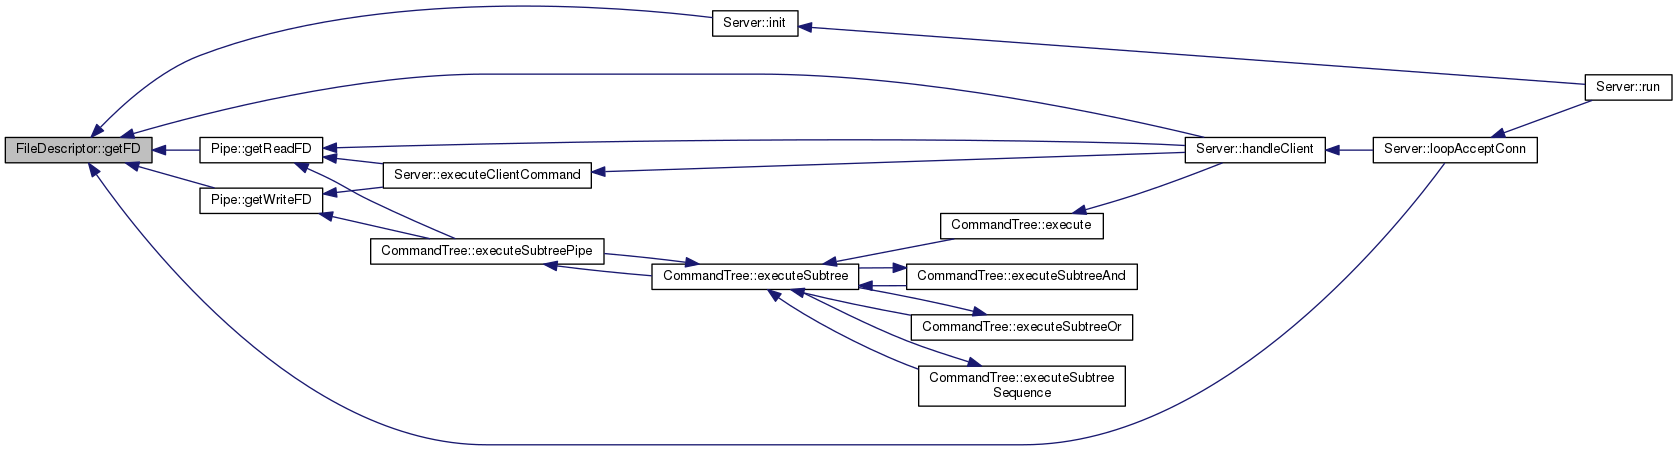 Server::init
Server::run
FileDescriptor::getFD
Pipe::getReadFD
Server::handleClient
Server::loopAcceptConn
Server::executeClientCommand
Pipe::getWriteFD
CommandTree::execute
CommandTree::executeSubtreePipe
CommandTree::executeSubtree
CommandTree::executeSubtreeAnd
CommandTree::executeSubtreeOr
CommandTree::executeSubtree
Sequence